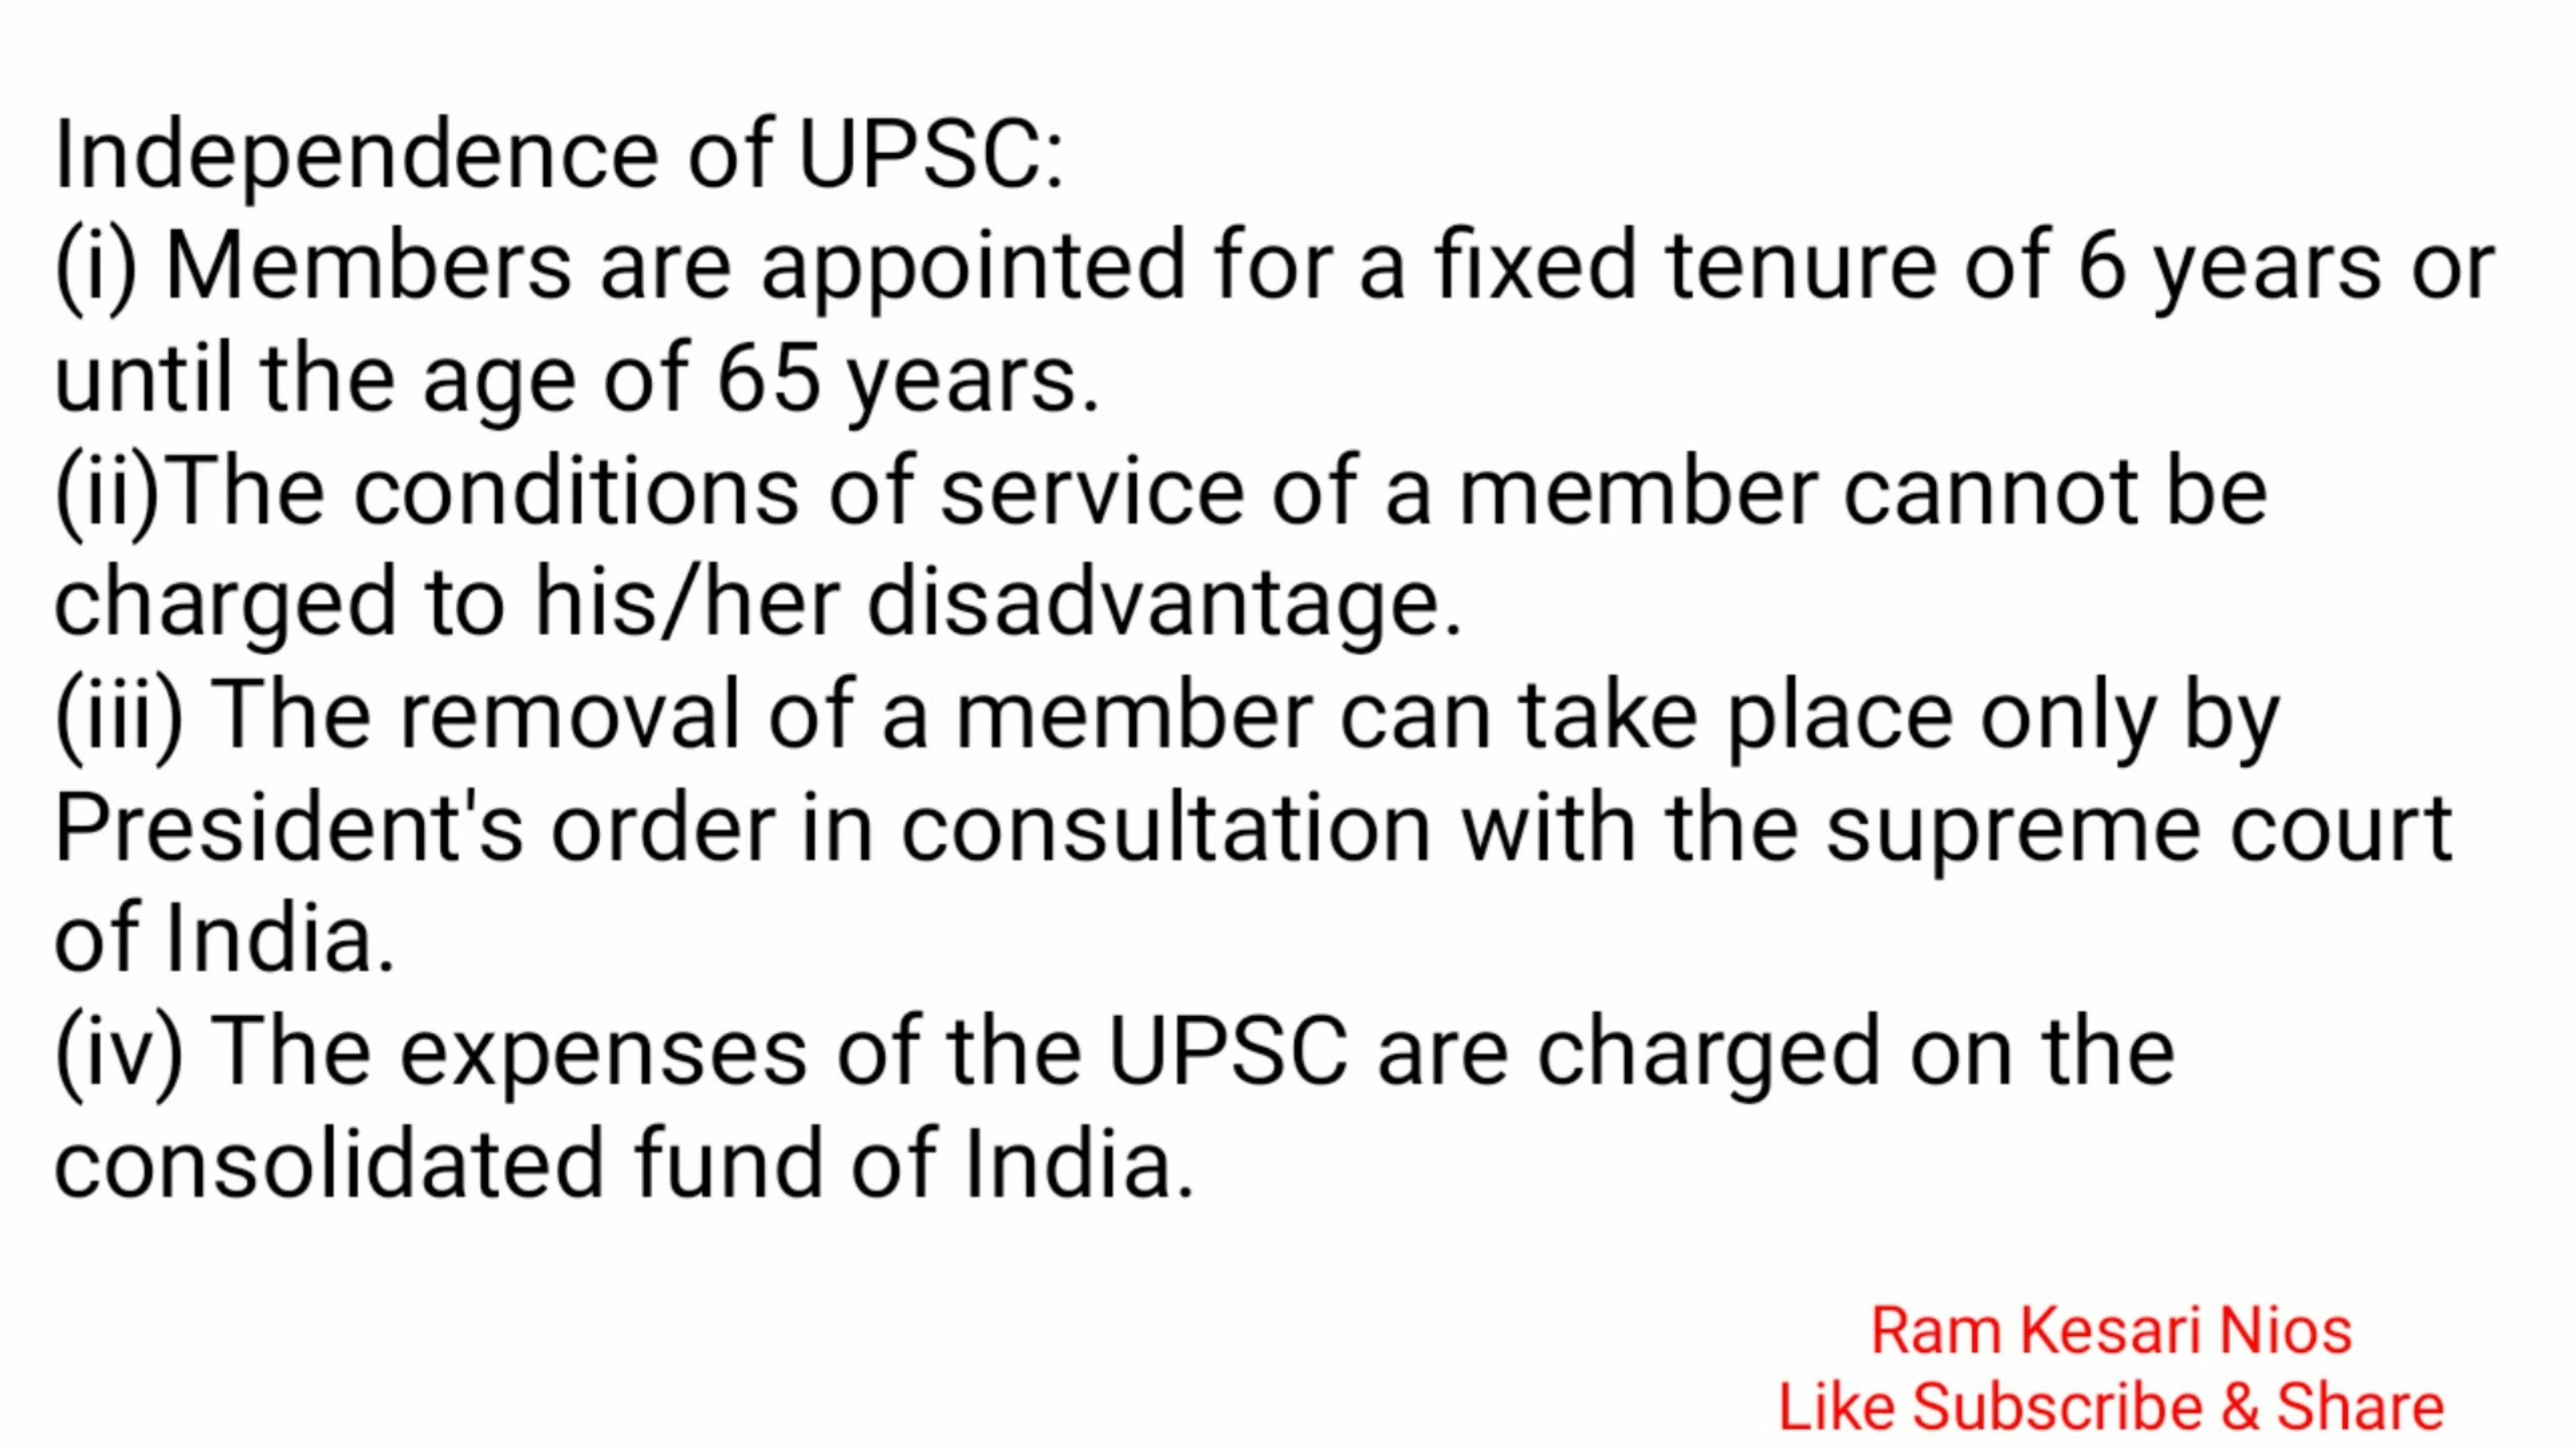 Independence of UPSC:
(i) Members are appointed for a fixed tenure of 6 years or
until the age of 65 years.
(ii)The conditions of service of a member cannot be
charged to his/her disadvantage.
(iii) The removal of a member can take place only by
President's order in consultation with the supreme court
of India.
(iv) The expenses of the UPSC are charged on the
consolidated fund of India.
Ram Kesari Nios
Like Subscribe & Share